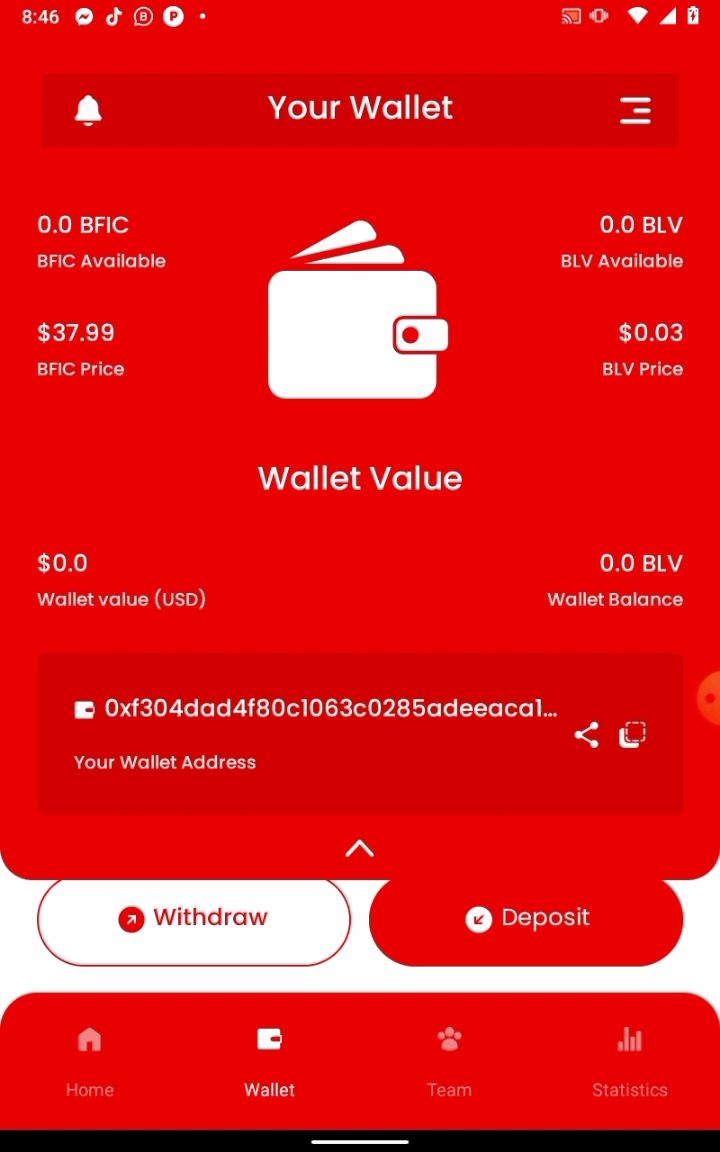 8:46
Your Wallet
0.0 BFIC
BFIC Available
0.0 BLV
BLV Available
$37.99
BFIC Price
$0.03
BLV Price
Wallet Value
$0.0
Wallet value (USD)
0.0 BLV
Wallet Balance
0xf304dad4f80c1063c0285adeeaca1...
Your Wallet Address
Withdraw
Deposit
Home
Wallet
Team
Statistics